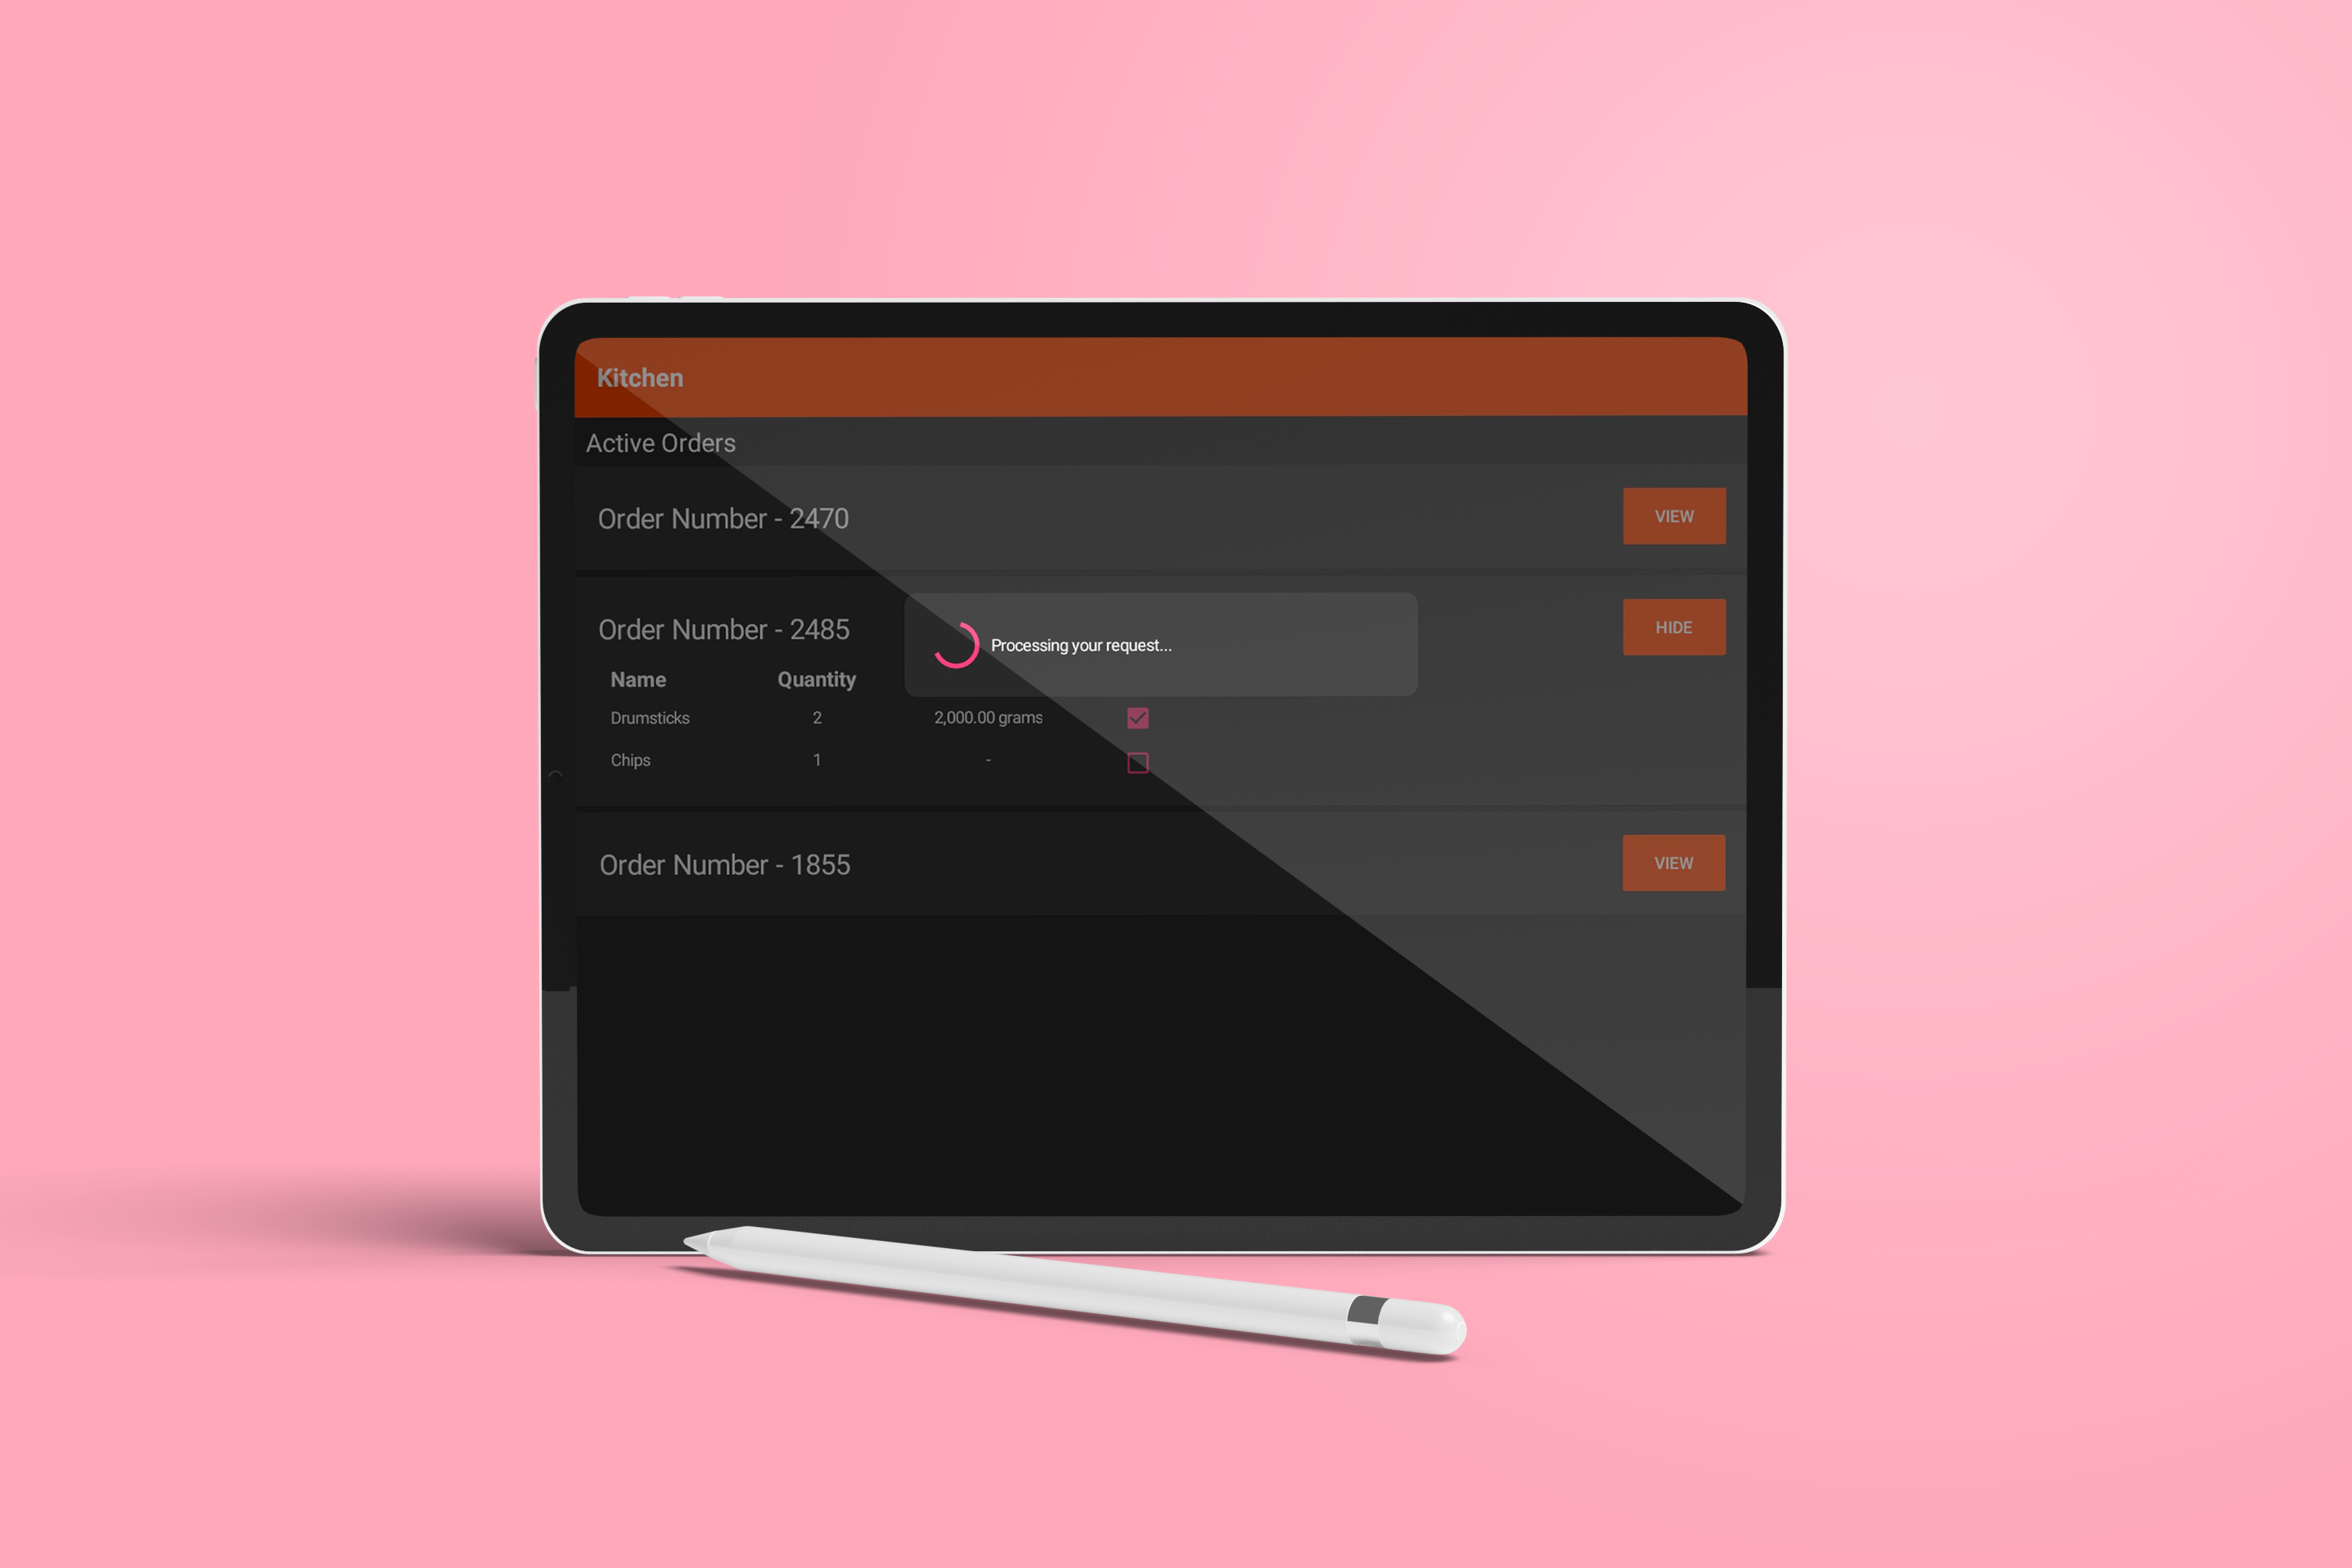 Kitchen
Active Orders
Order Number - 2470
VIEW
Order Number - 2485
HIDE
Processing your request...
Name Quantity
Drumsticks 2 2,000.00 grams
Chips 1 -
Order Number - 1855
VIEW